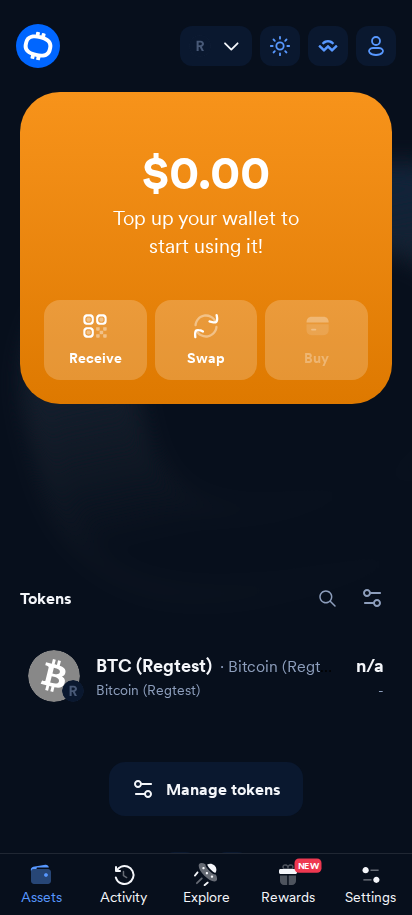 R
$0.00
Top up your wallet to
start using it!
Receive
Swap
Buy
Tokens
BTC (Regtest) · Bitcoin (Regt...
n/a
R
Bitcoin (Regtest)
-
Manage tokens
NEW
Assets
Activity
Explore
Rewards
Settings